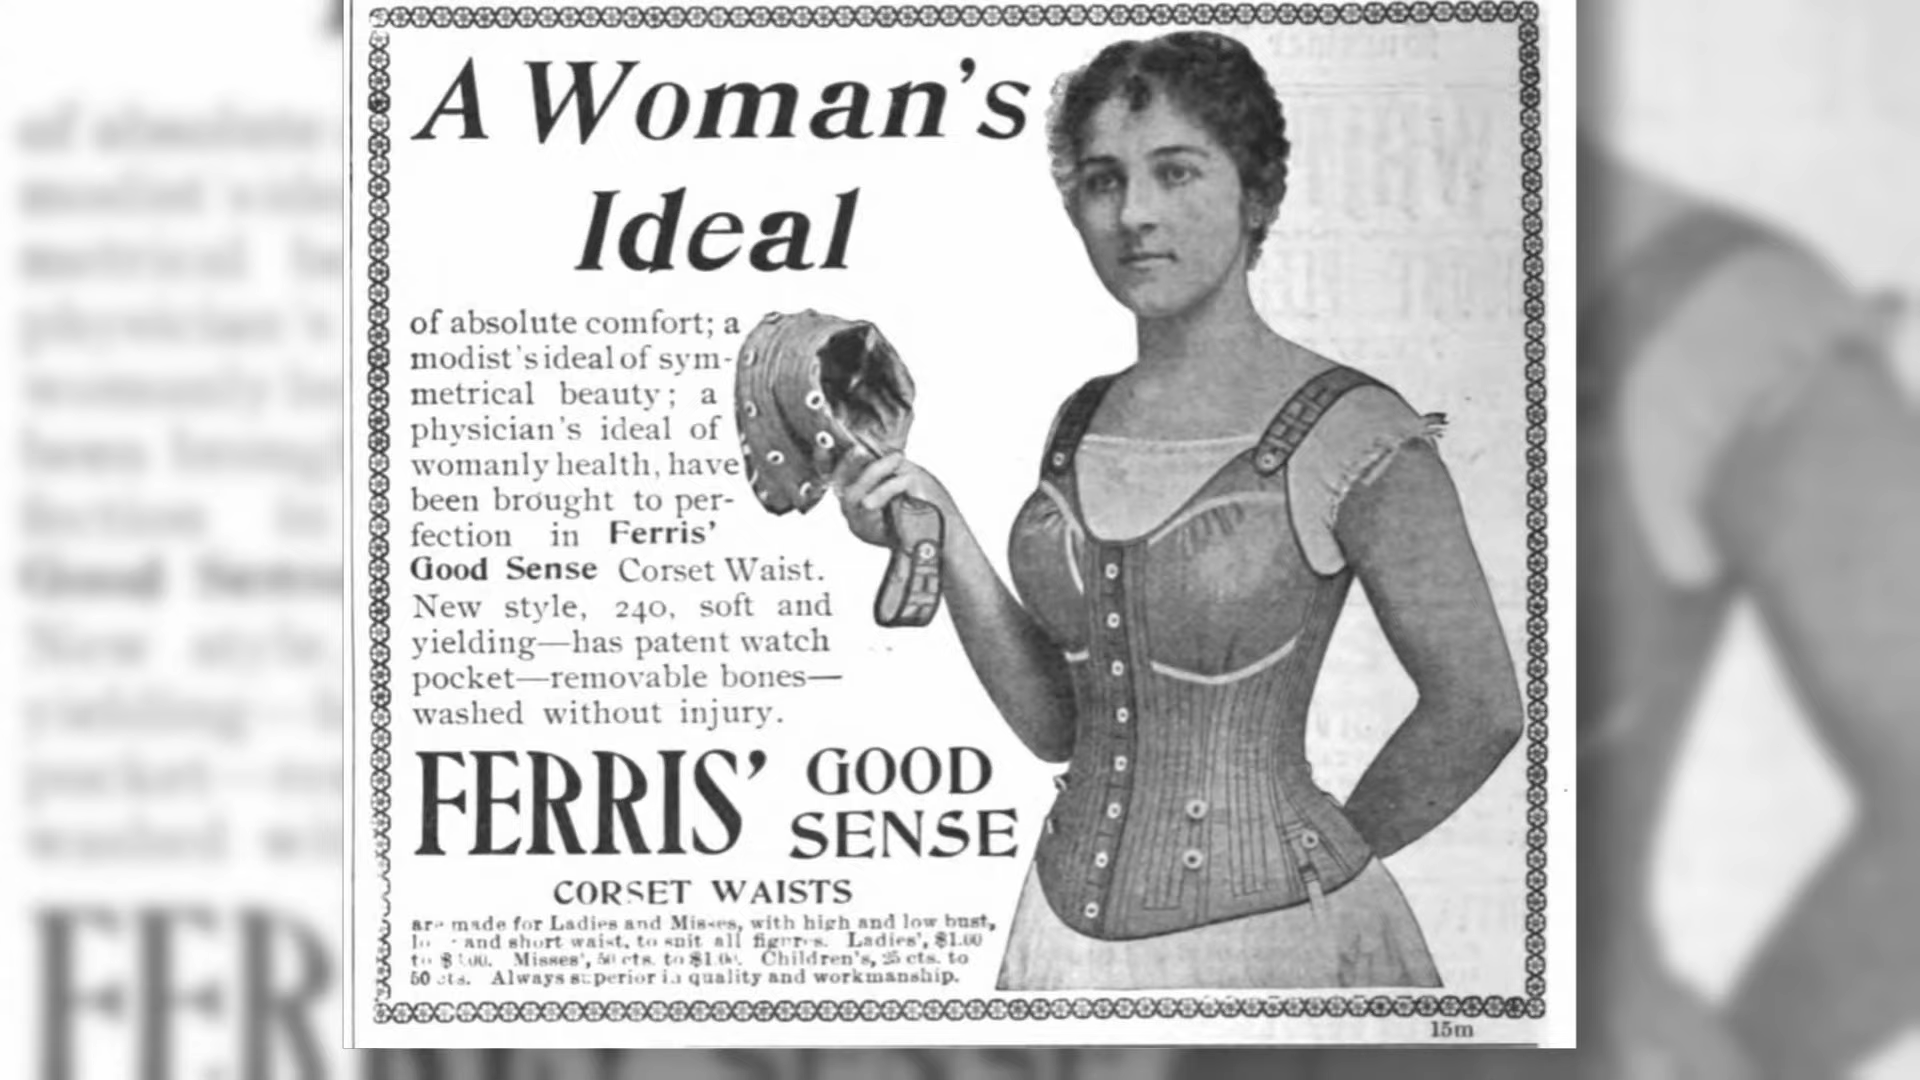 A Woman's
Ideal
of absolute comfort; a
modist's ideal of sym-
metrical beauty; a
physician's ideal of
womanly health, have
been brought to per-
fection in Ferris'
Good Sense Corset Waist.
New style, 240, soft and
yielding—has patent watch
pocket—removable bones—
washed without injury.
FERRIS' GOOD
SENSE
CORSET WAISTS
are made for Ladies and Misses, with high and low bust,
and short waist, to suit all figures. Ladies', $1.00
to Misses', 50 cts. to $1.00. Children's, 25 cts. to
50 cts. Always superior in quality and workmanship.
15m